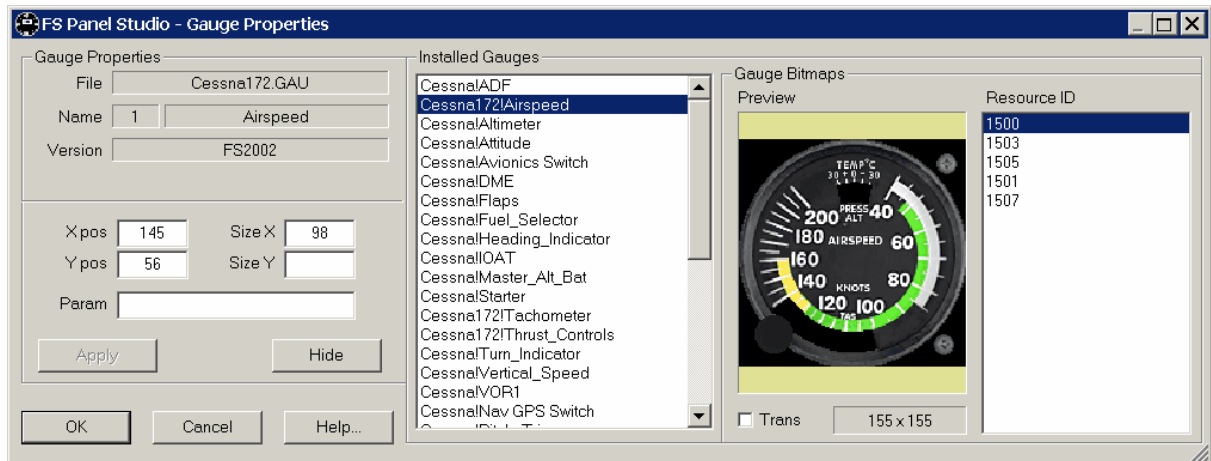 FS Panel Studio - Gauge Properties
Gauge Properties
File Cessna172.GAU
Name 1 Airspeed
Version FS2002
X pos 145 Size X 98
Y pos 56 Size Y
Param
Apply Hide
OK Cancel Help...
Installed Gauges
Cessna!ADF
Cessna172!Airspeed
Cessna!Altimeter
Cessna!Attitude
Cessna!Avionics Switch
Cessna!DME
Cessna!Flaps
Cessna!Fuel_Selector
Cessna!Heading_Indicator
Cessna!IOAT
Cessna!Master_Alt_Bat
Cessna!Starter
Cessna172!Tachometer
Cessna172!Thrust_Controls
Cessna!Turn_Indicator
Cessna!Vertical_Speed
Cessna!VOR1
Cessna!Nav GPS Switch
Gauge Bitmaps
Preview
TEMP°C
30 + 0 - 30
PRESS
200 ALT 40
180 AIRSPEED 60
160
140 KNOTS 80
120 100
TAS
Trans 155 x 155
Resource ID
1500
1503
1505
1501
1507